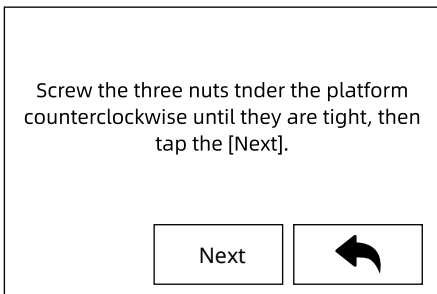 Screw the three nuts tnder the platform
counterclockwise until they are tight, then
tap the [Next].
Next